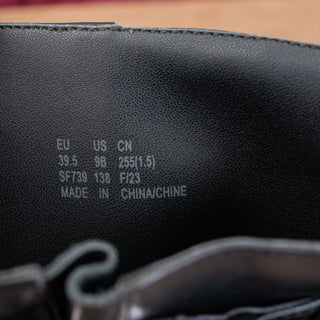 EU US CN
39.5 9B 255(1.5)
SF739 138 F/23
MADE IN CHINA/CHINE